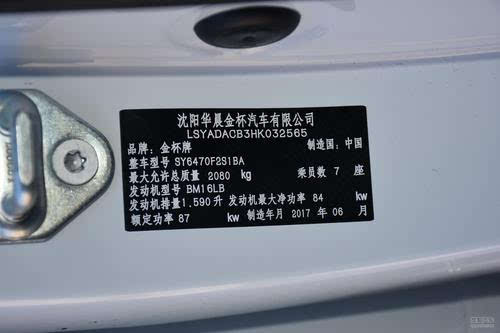 沈阳华晨金杯汽车有限公司
LSYADACB3HK032565
品牌：金杯牌 制造国：中国
整车型号 SY6470F2S1BA
最大允许总质量 2080 kg 乘员数 7 座
发动机型号 BM16LB
发动机排量1.590升 发动机最大净功率 84 kw
额定功率 87 kw 制造年月 2017 年 06 月